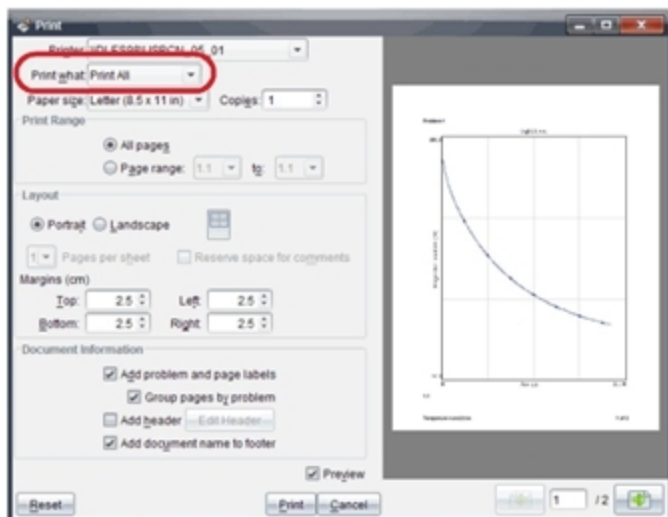 Print
Printer:
Print what: Print All
Paper size: Letter (8.5 x 11 in) Copies: 1
Print Range
All pages
Page range: 1.1 to: 1.1
Layout
Portrait Landscape
1 Pages per sheet Reserve space for comments
Margins (cm)
Top: 2.5 Left: 2.5
Bottom: 2.5 Right: 2.5
Document Information
Add problem and page labels
Group pages by problem
Add header Edit Header
Add document name to footer
Preview
Reset Print Cancel
1 /2